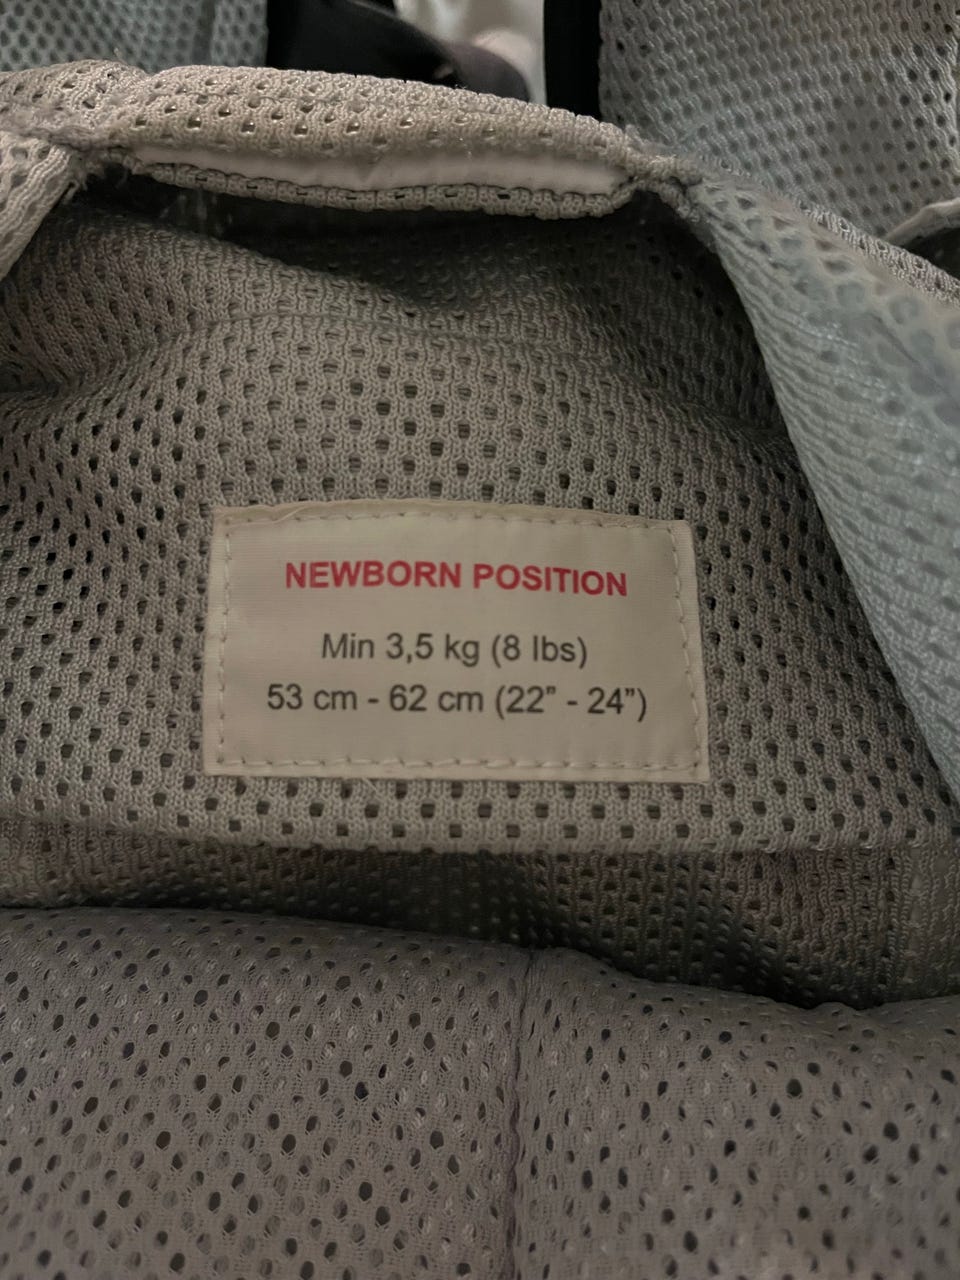 NEWBORN POSITION
Min 3,5 kg (8 lbs)
53 cm - 62 cm (22” - 24”)